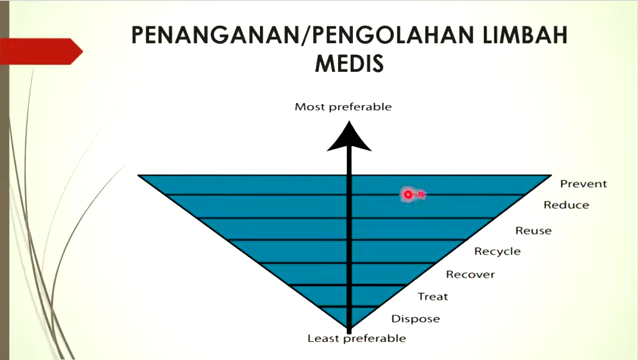 PENANGANAN/PENGOLAHAN LIMBAH
MEDIS
Most preferable
Prevent
Reduce
Reuse
Recycle
Recover
Treat
Dispose
Least preferable